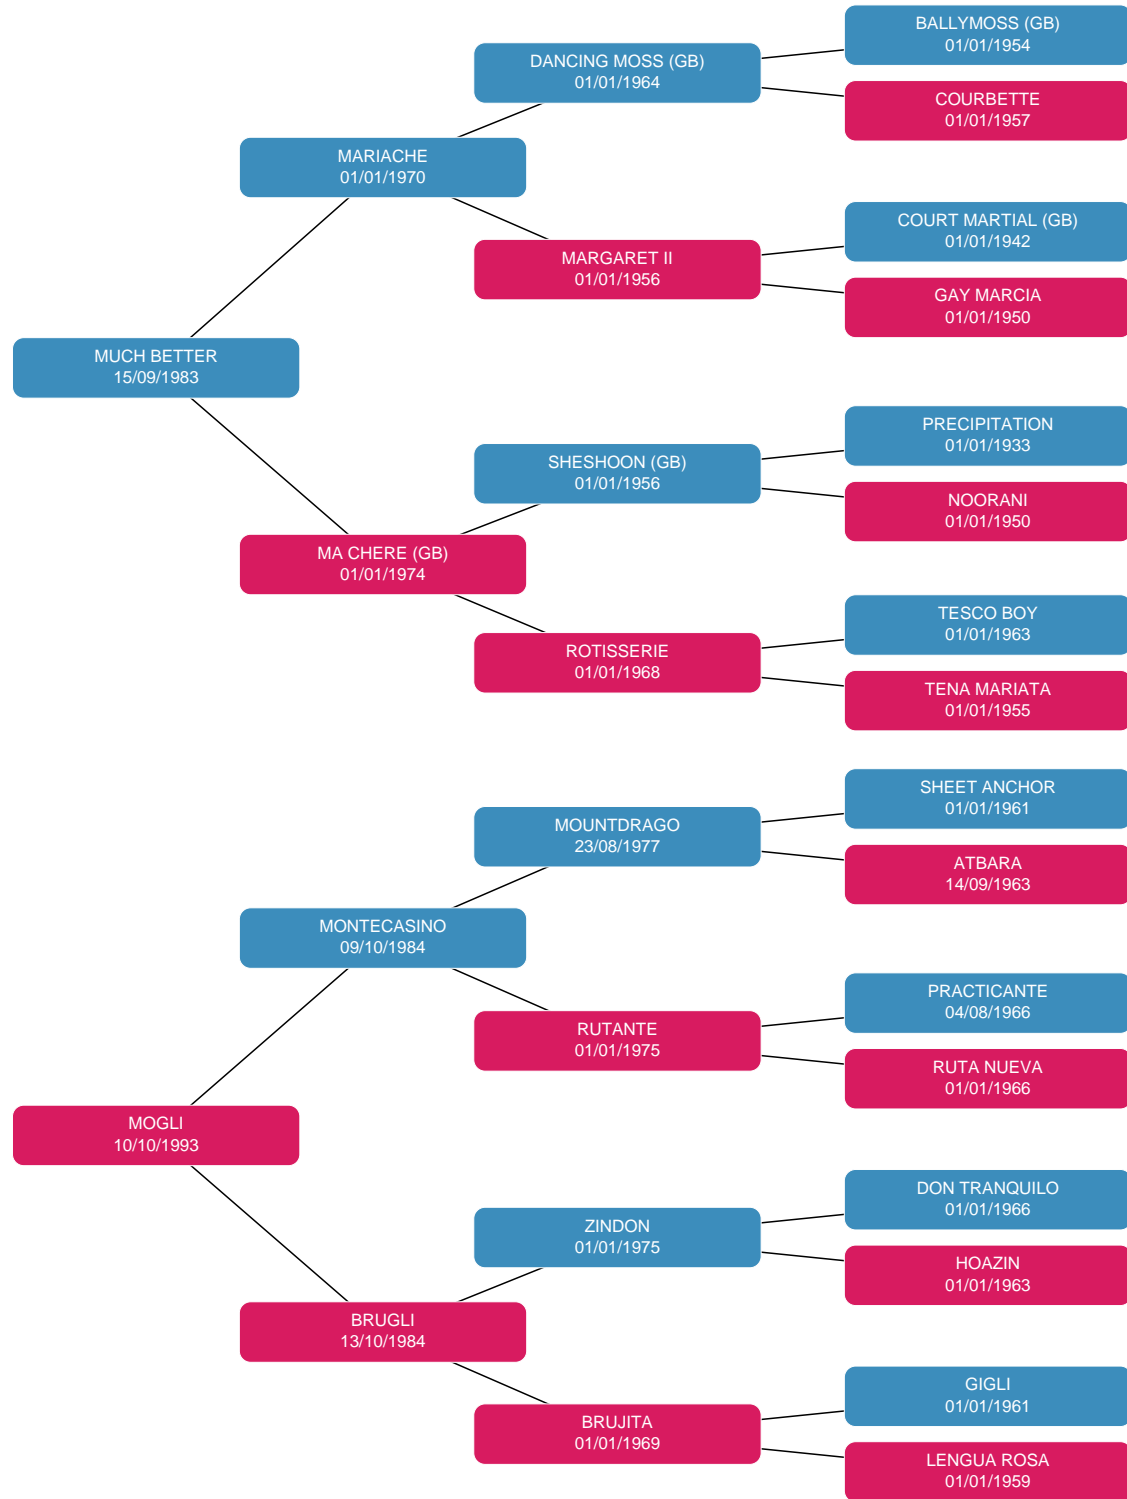 BALLYMOSS (GB)
01/01/1954
DANCING MOSS (GB)
01/01/1964
COURBETTE
01/01/1957
MARIACHE
01/01/1970
COURT MARTIAL (GB)
01/01/1942
MARGARET II
01/01/1956
GAY MARCIA
01/01/1950
MUCH BETTER
15/09/1983
PRECIPITATION
01/01/1933
SHESHOON (GB)
01/01/1956
NOORANI
01/01/1950
MA CHERE (GB)
01/01/1974
TESCO BOY
01/01/1963
ROTISSERIE
01/01/1968
TENA MARIATA
01/01/1955
SHEET ANCHOR
01/01/1961
MOUNTDRAGO
23/08/1977
ATBARA
14/09/1963
MONTECASINO
09/10/1984
PRACTICANTE
04/08/1966
RUTANTE
01/01/1975
RUTA NUEVA
01/01/1966
MOGLI
10/10/1993
DON TRANQUILO
01/01/1966
ZINDON
01/01/1975
HOAZIN
01/01/1963
BRUGLI
13/10/1984
GIGLI
01/01/1961
BRUJITA
01/01/1969
LENGUA ROSA
01/01/1959